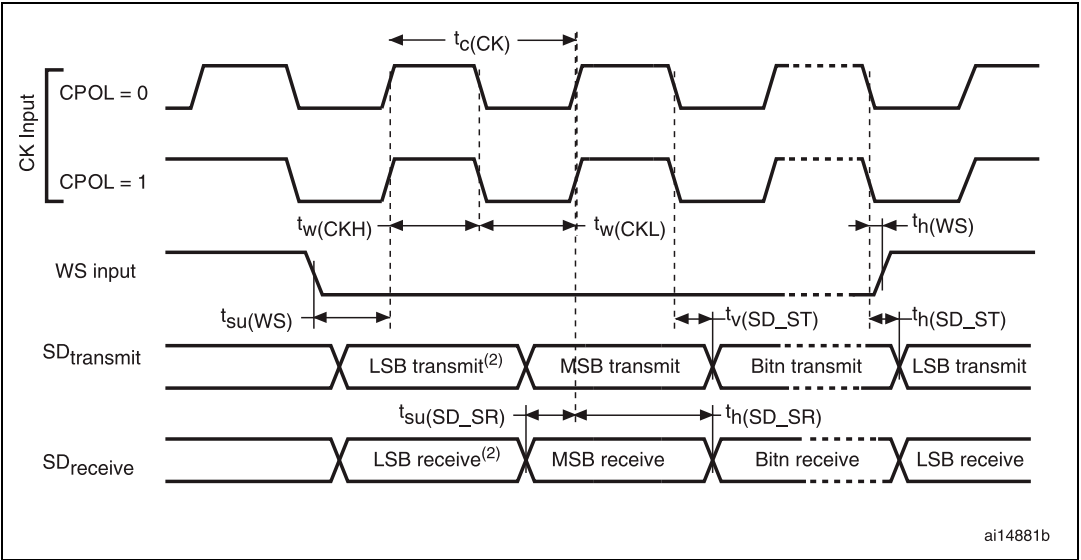 tc(CK)
CK Input
CPOL = 0
CPOL = 1
tw(CKH)
tw(CKL)
th(WS)
WS input
tsu(WS)
tv(SD_ST)
th(SD_ST)
SDtransmit
LSB transmit(2)
MSB transmit
Bitn transmit
LSB transmit
tsu(SD_SR)
th(SD_SR)
SDreceive
LSB receive(2)
MSB receive
Bitn receive
LSB receive
ai14881b